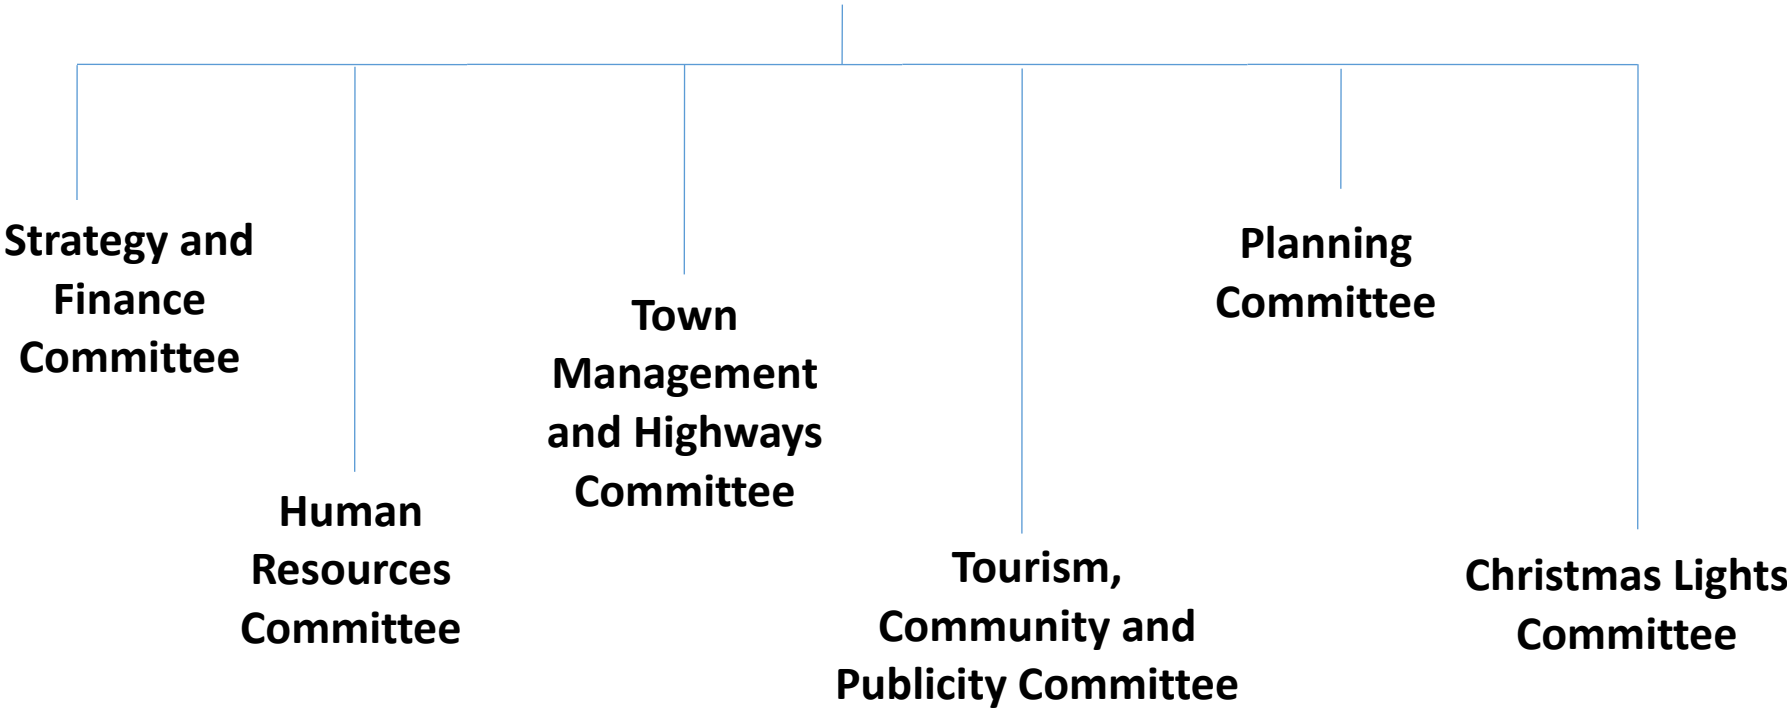 Strategy and
Finance
Committee
Human
Resources
Committee
Town
Management
and Highways
Committee
Tourism,
Community and
Publicity Committee
Planning
Committee
Christmas Lights
Committee